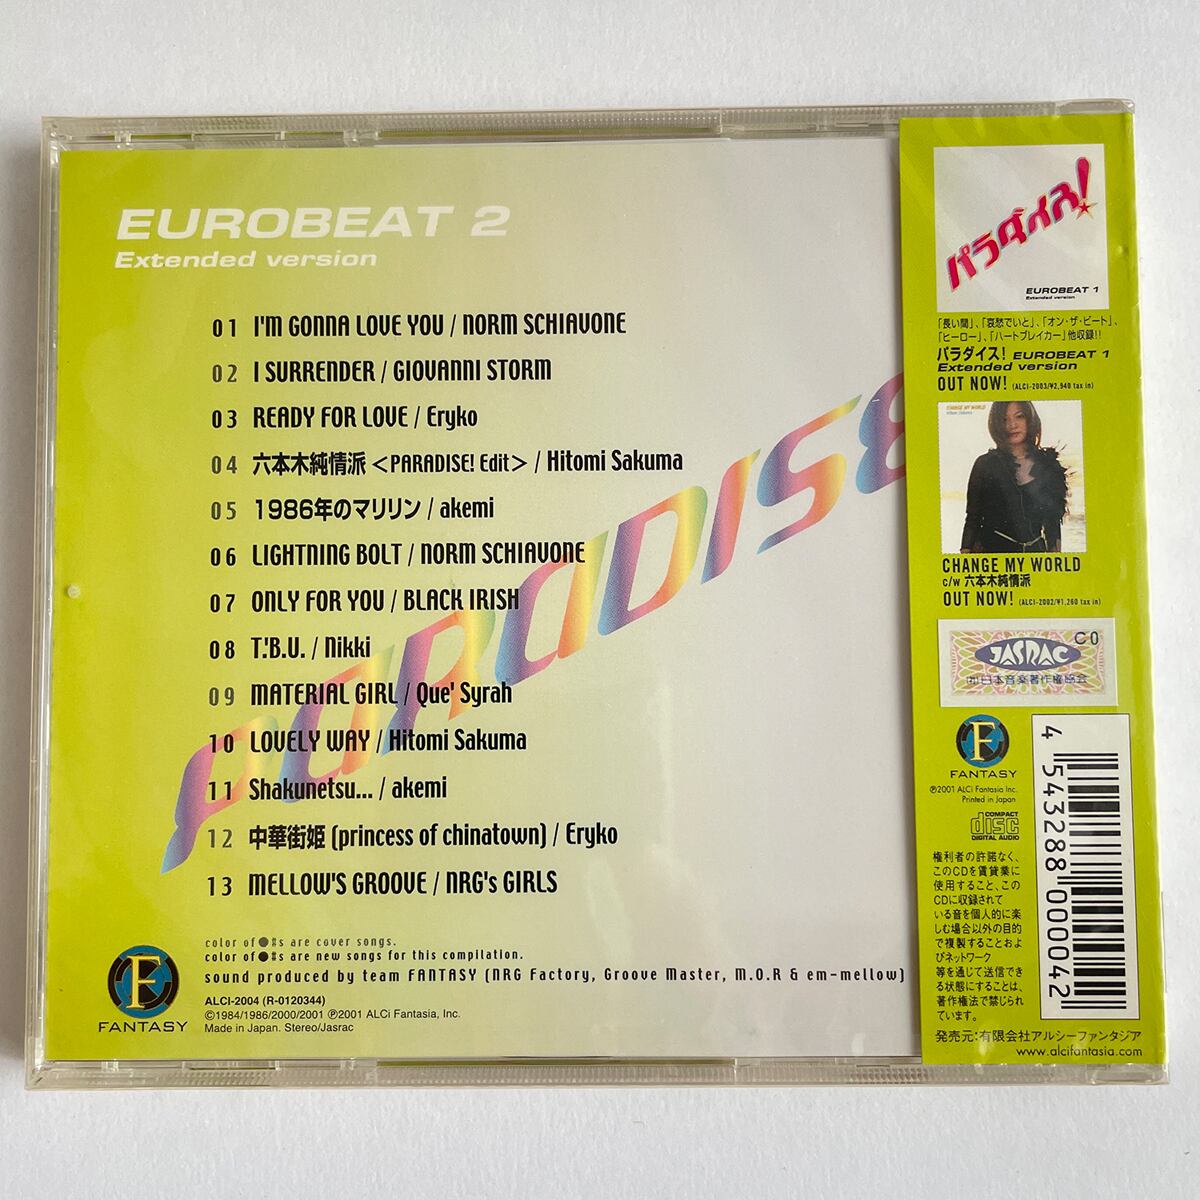 EUROBEAT 2
Extended version
01 I'M GONNA LOVE YOU / NORM SCHIAVONE
02 I SURRENDER / GIOVANNI STORM
03 READY FOR LOVE / Eryko
04 六本木純情派 <PARADISE! Edit> / Hitomi Sakuma
05 1986年のマリリン / akemi
06 LIGHTNING BOLT / NORM SCHIAVONE
07 ONLY FOR YOU / BLACK IRISH
08 T.'B.U. / Nikki
09 MATERIAL GIRL / Que' Syrah
10 LOVELY WAY / Hitomi Sakuma
11 Shakunetsu... / akemi
12 中華街姫 (princess of chinatown) / Eryko
13 MELLOW'S GROOVE / NRG's GIRLS
PARADISE
color of ●#s are cover songs.
color of ●#s are new songs for this compilation.
sound produced by team FANTASY (NRG Factory, Groove Master, M.O.R & em-mellow)
F
FANTASY
ALCI-2004 (R-0120344)
©1984/1986/2000/2001 ℗2001 ALCi Fantasia, Inc.
Made in Japan. Stereo/Jasrac
パラダイス!
EUROBEAT 1
Extended version
「長い間」、「哀愁でいと」、「オン・ザ・ビート」、
「ヒーロー」、「ハートブレイカー」他収録!!
パラダイス! EUROBEAT 1
Extended version
OUT NOW! (ALCI-2003/¥2,940 tax in)
CHANGE MY WORLD
CHANGE MY WORLD
c/w 六本木純情派
OUT NOW! (ALCI-2002/¥1,260 tax in)
CO
JASRAC
(社)日本音楽著作権協会
F
FANTASY
℗2001 ALCi Fantasia Inc.
Printed in Japan
COMPACT
disc
DIGITAL AUDIO
権利者の許諾なく、
このCDを賃貸業に
使用すること、この
CDに収録されて
いる音を個人的に楽
しむ場合以外の目的
で複製することおよ
びネットワーク
等を通じて送信でき
る状態にすることは、
著作権法で禁じられ
ています。
4 543288 000042
発売元:有限会社アルシーファンタジア
www.alcifantasia.com